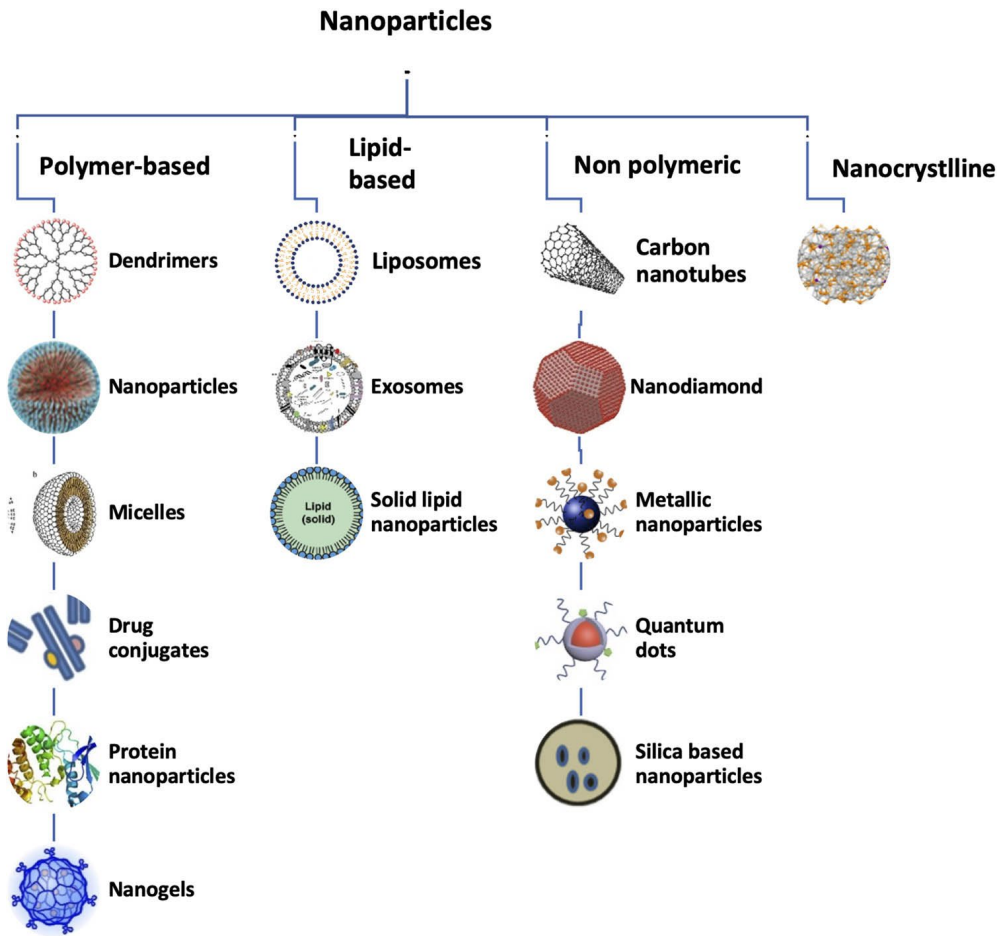 Nanoparticles
Polymer-based
Lipid-
based
Non polymeric
Nanocrystlline
Dendrimers
Liposomes
Carbon
nanotubes
Nanoparticles
Exosomes
Nanodiamond
b
Micelles
Lipid
(solid)
Solid lipid
nanoparticles
Metallic
nanoparticles
Drug
conjugates
Quantum
dots
Protein
nanoparticles
Silica based
nanoparticles
Nanogels